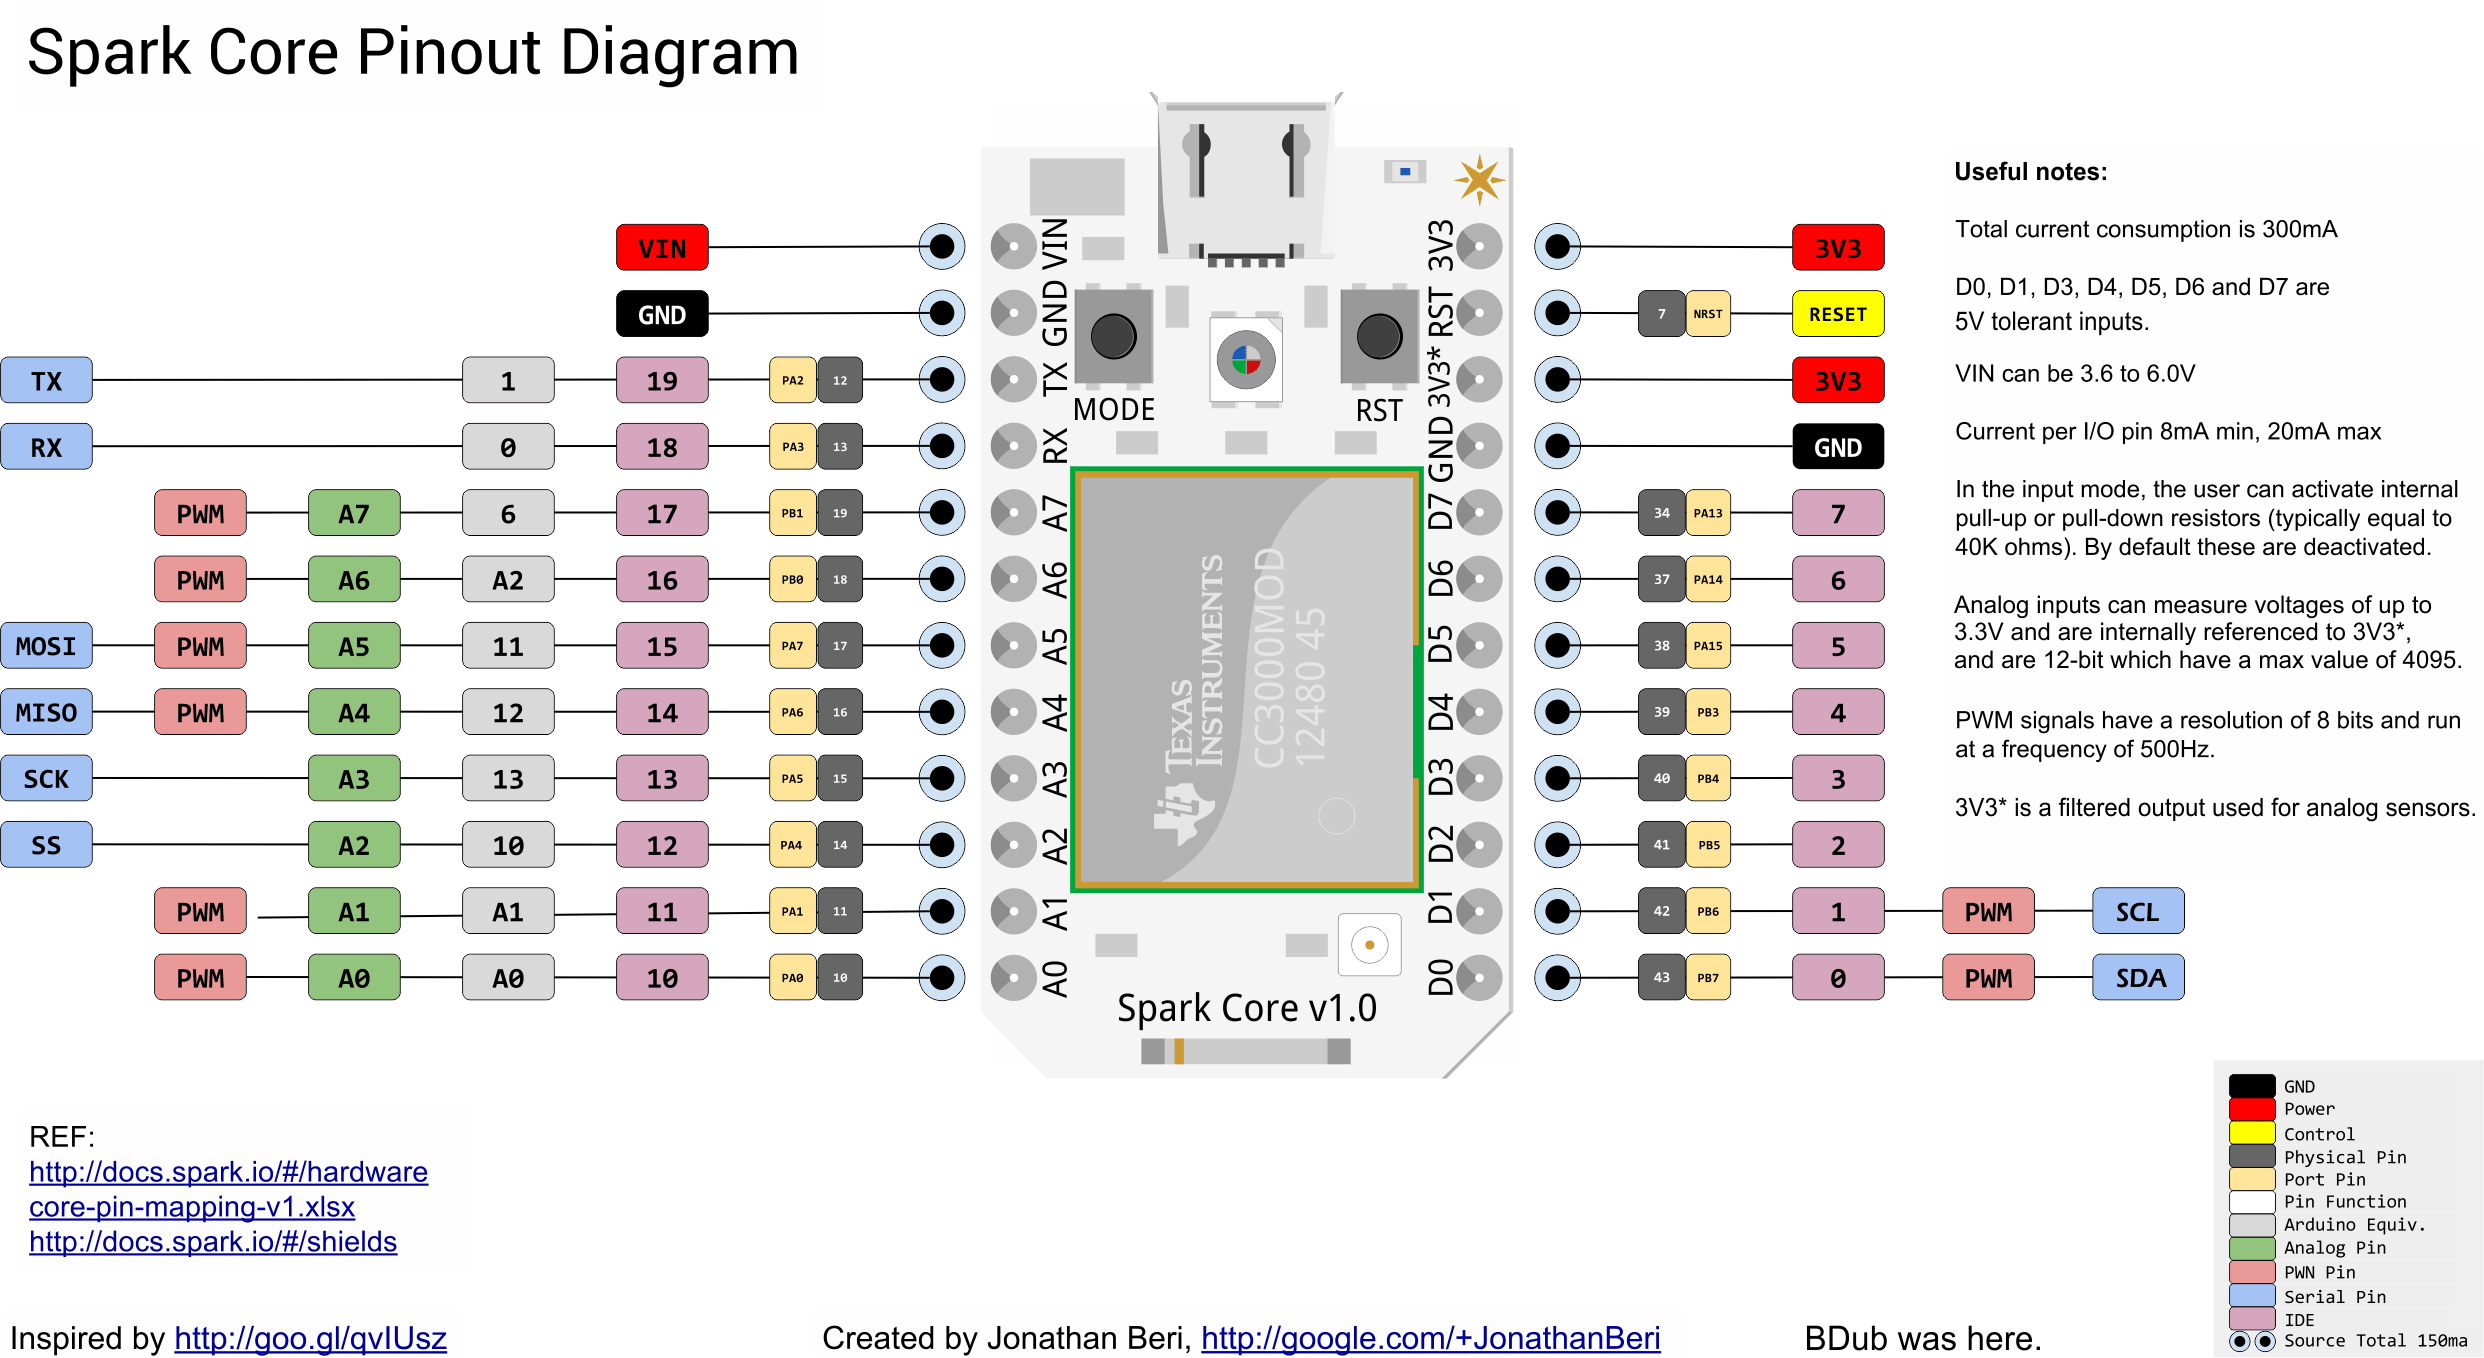 Spark Core Pinout Diagram
VIN
GND
TX 1 19 PA2 12
RX 0 18 PA3 13
PWM A7 6 17 PB1 19
PWM A6 A2 16 PB0 18
MOSI PWM A5 11 15 PA7 17
MISO PWM A4 12 14 PA6 16
SCK A3 13 13 PA5 15
SS A2 10 12 PA4 14
PWM A1 A1 11 PA1 11
PWM A0 A0 10 PA0 10
VIN
GND
TX
RX
A7
A6
A5
A4
A3
A2
A1
A0
MODE
RST
TEXAS
INSTRUMENTS
CC3000MOD
12480 45
Spark Core v1.0
3V3
RST
3V3*
GND
D7
D6
D5
D4
D3
D2
D1
D0
3V3
7 NRST RESET
3V3
GND
34 PA13 7
37 PA14 6
38 PA15 5
39 PB3 4
40 PB4 3
41 PB5 2
42 PB6 1 PWM SCL
43 PB7 0 PWM SDA
Useful notes:
Total current consumption is 300mA
D0, D1, D3, D4, D5, D6 and D7 are
5V tolerant inputs.
VIN can be 3.6 to 6.0V
Current per I/O pin 8mA min, 20mA max
In the input mode, the user can activate internal
pull-up or pull-down resistors (typically equal to
40K ohms). By default these are deactivated.
Analog inputs can measure voltages of up to
3.3V and are internally referenced to 3V3*,
and are 12-bit which have a max value of 4095.
PWM signals have a resolution of 8 bits and run
at a frequency of 500Hz.
3V3* is a filtered output used for analog sensors.
GND
Power
Control
Physical Pin
Port Pin
Pin Function
Arduino Equiv.
Analog Pin
PWN Pin
Serial Pin
IDE
Source Total 150ma
REF:
http://docs.spark.io/#/hardware
core-pin-mapping-v1.xlsx
http://docs.spark.io/#/shields
Inspired by http://goo.gl/qvIUsz
Created by Jonathan Beri, http://google.com/+JonathanBeri
BDub was here.